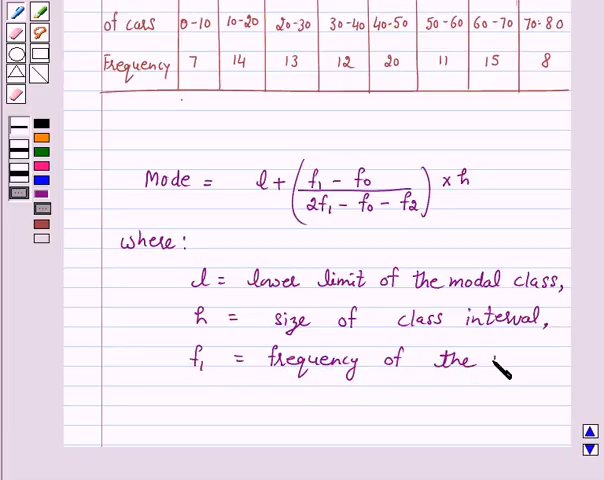 of cars 0-10 10-20 20-30 30-40 40-50 50-60 60-70 70-80
Frequency 7 14 13 12 20 11 15 8
Mode = l + ( f₁ - f₀ / 2f₁ - f₀ - f₂ ) × h
where:
l = lower limit of the modal class,
h = size of class interval,
f₁ = frequency of the